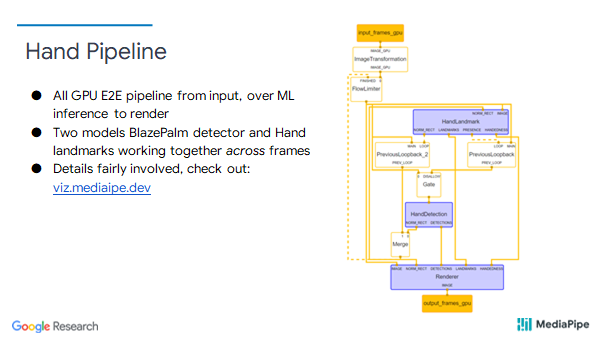 Hand Pipeline
● All GPU E2E pipeline from input, over ML
inference to render
● Two models BlazePalm detector and Hand
landmarks working together across frames
● Details fairly involved, check out:
viz.mediaipe.dev
input_frames_gpu
IMAGE_GPU
ImageTransformation
IMAGE_GPU
FINISHED
FlowLimiter
NORM_RECT IMAGE
HandLandmark
NORM_RECT LANDMARKS PRESENCE HANDEDNESS
MAIN LOOP
PreviousLoopback_2
PREV_LOOP
LOOP MAIN
PreviousLoopback
PREV_LOOP
DISALLOW
Gate
HandDetection
NORM_RECT DETECTIONS
Merge
IMAGE NORM_RECT DETECTIONS LANDMARKS HANDEDNESS
Renderer
IMAGE
output_frames_gpu
Google Research
MediaPipe